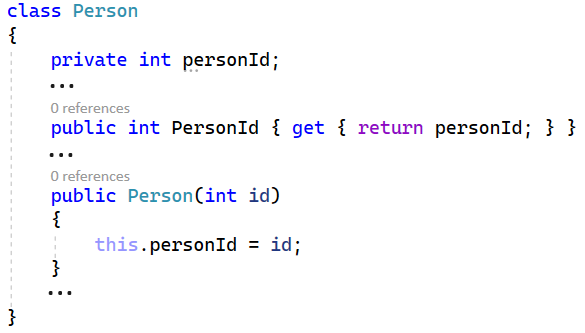 class Person
{
private int personId;
...
0 references
public int PersonId { get { return personId; } }
...
0 references
public Person(int id)
{
this.personId = id;
}
...
}